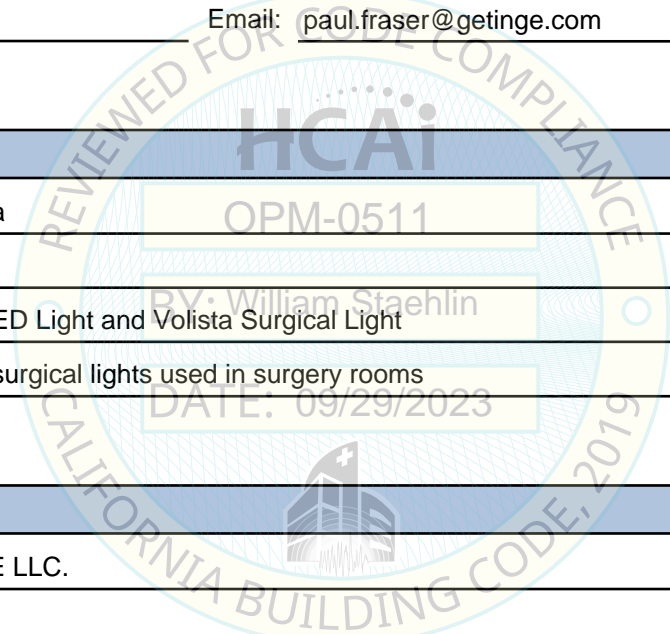 Email: paul.fraser@getinge.com
REVIEWED FOR CODE COMPLIANCE
HCAi
a
OPM-0511
BY: William Staehlin
ED Light and Volista Surgical Light
surgical lights used in surgery rooms
DATE: 09/29/2023
E LLC.
CALIFORNIA BUILDING CODE, 2019